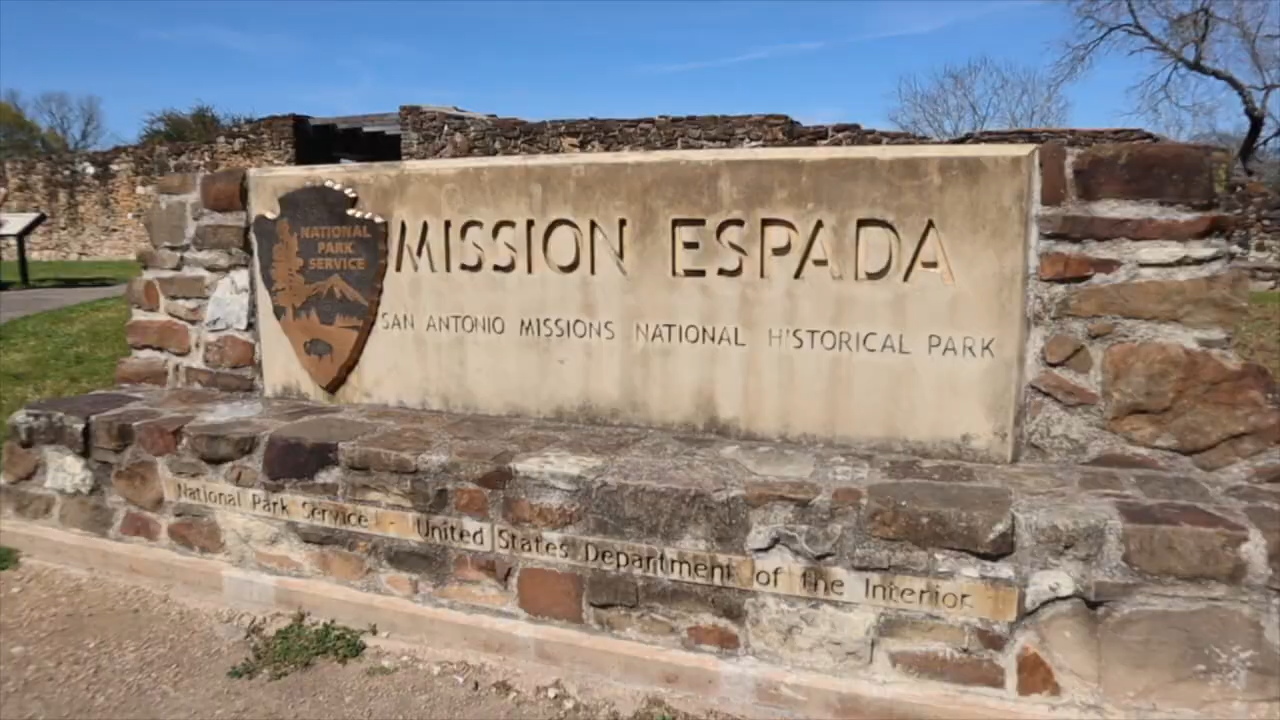 NATIONAL
PARK
SERVICE
MISSION ESPADA
SAN ANTONIO MISSIONS NATIONAL HISTORICAL PARK
National Park Service - United States Department of the Interior